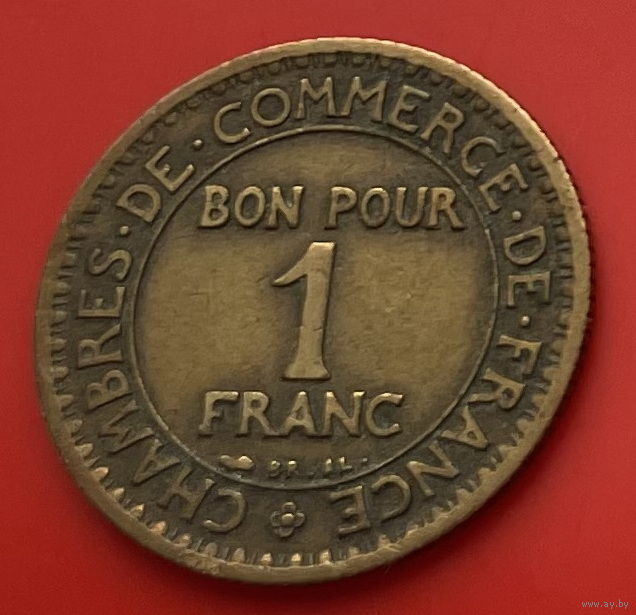 CHAMBRES·DE·COMMERCE·DE·FRANCE
BON POUR
1
FRANC
www.ay.by